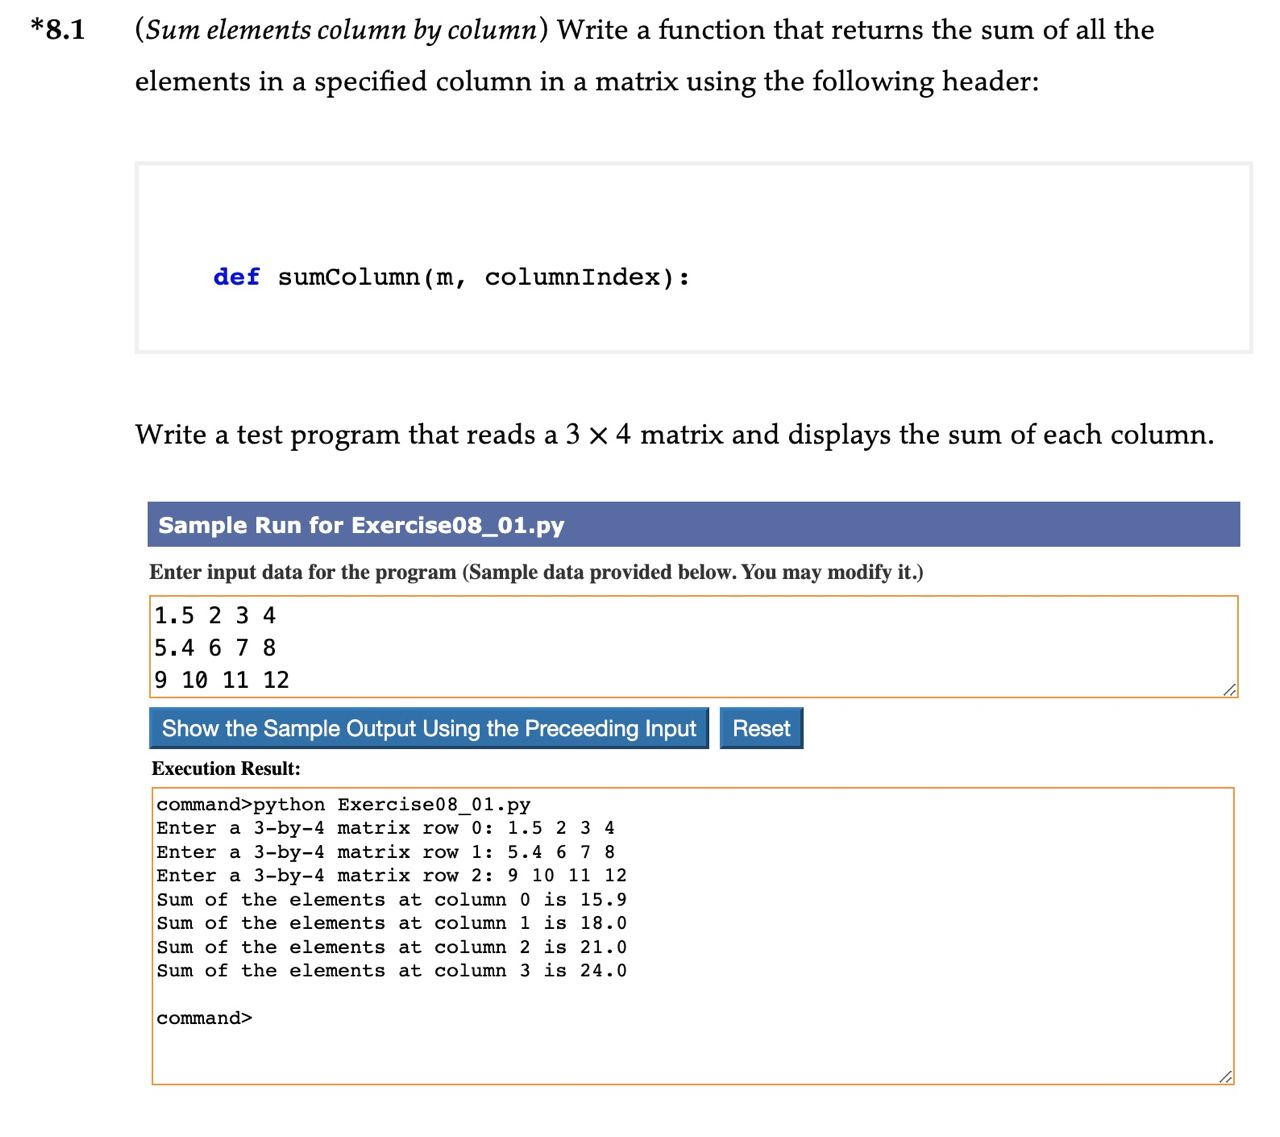 *8.1 (Sum elements column by column) Write a function that returns the sum of all the
elements in a specified column in a matrix using the following header:
def sumColumn(m, columnIndex):
Write a test program that reads a 3 × 4 matrix and displays the sum of each column.
Sample Run for Exercise08_01.py
Enter input data for the program (Sample data provided below. You may modify it.)
1.5 2 3 4
5.4 6 7 8
9 10 11 12
Show the Sample Output Using the Preceeding Input Reset
Execution Result:
command>python Exercise08_01.py
Enter a 3-by-4 matrix row 0: 1.5 2 3 4
Enter a 3-by-4 matrix row 1: 5.4 6 7 8
Enter a 3-by-4 matrix row 2: 9 10 11 12
Sum of the elements at column 0 is 15.9
Sum of the elements at column 1 is 18.0
Sum of the elements at column 2 is 21.0
Sum of the elements at column 3 is 24.0
command>